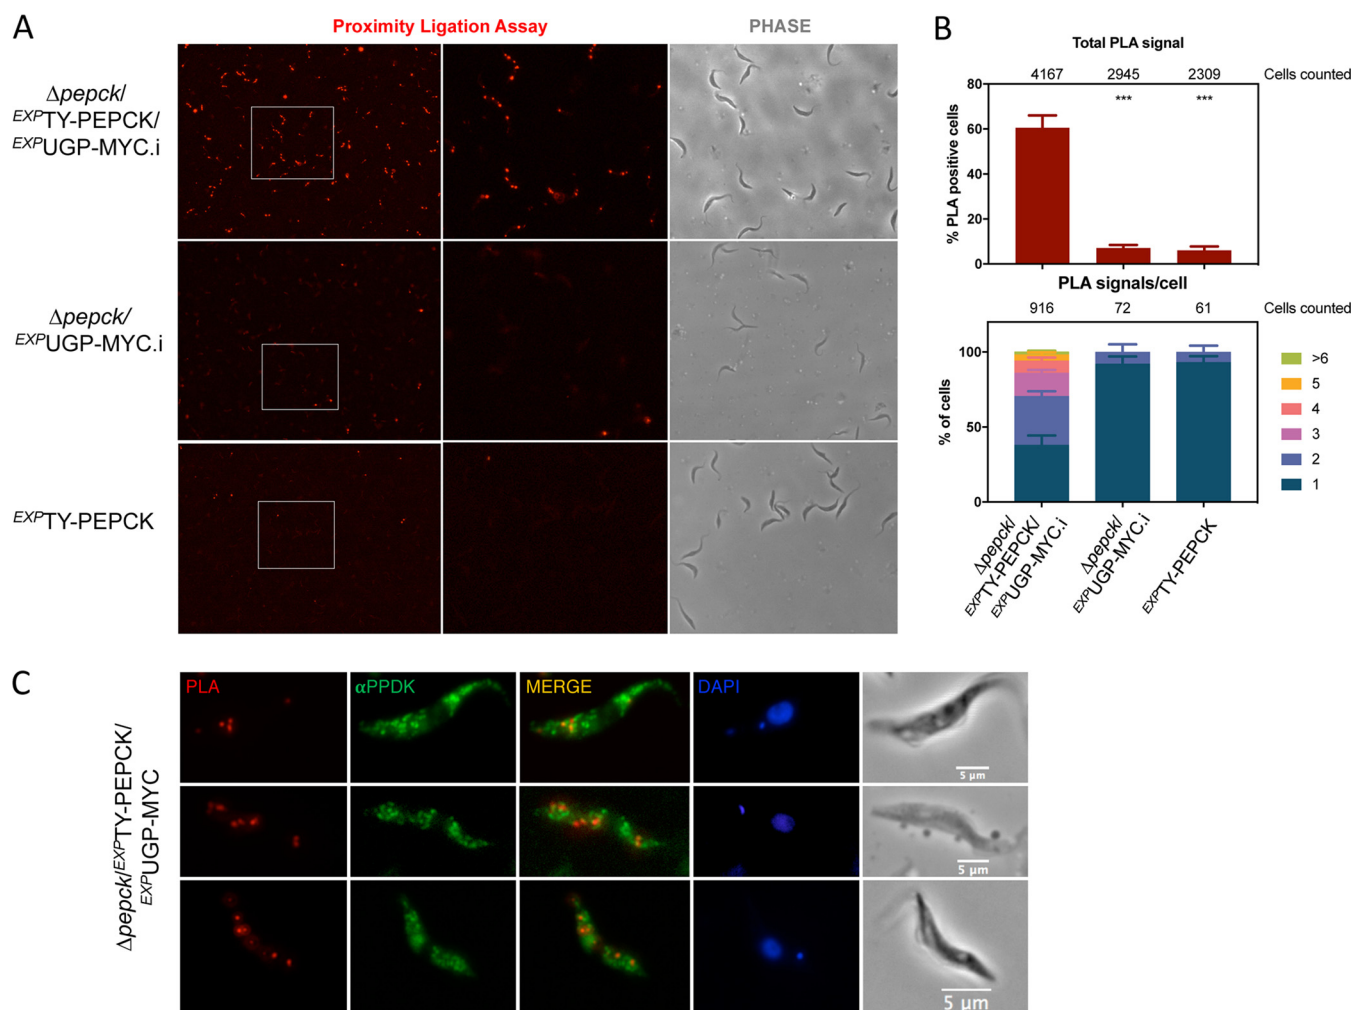 A
Proximity Ligation Assay
PHASE
Δpepck/
EXPTY-PEPCK/
EXPUGP-MYC.i
Δpepck/
EXPUGP-MYC.i
EXPTY-PEPCK
B
Total PLA signal
4167 2945 2309 Cells counted
*** ***
80
60
40
20
0
% PLA positive cells
PLA signals/cell
916 72 61 Cells counted
100
50
0
% of cells
>6
5
4
3
2
1
Δpepck/
EXPTY-PEPCK/
EXPUGP-MYC.i
Δpepck/
EXPUGP-MYC.i
EXPTY-PEPCK
C
PLA
αPPDK
MERGE
DAPI
Δpepck/EXPTY-PEPCK/
EXPUGP-MYC
5 µm
5 µm
5 µm